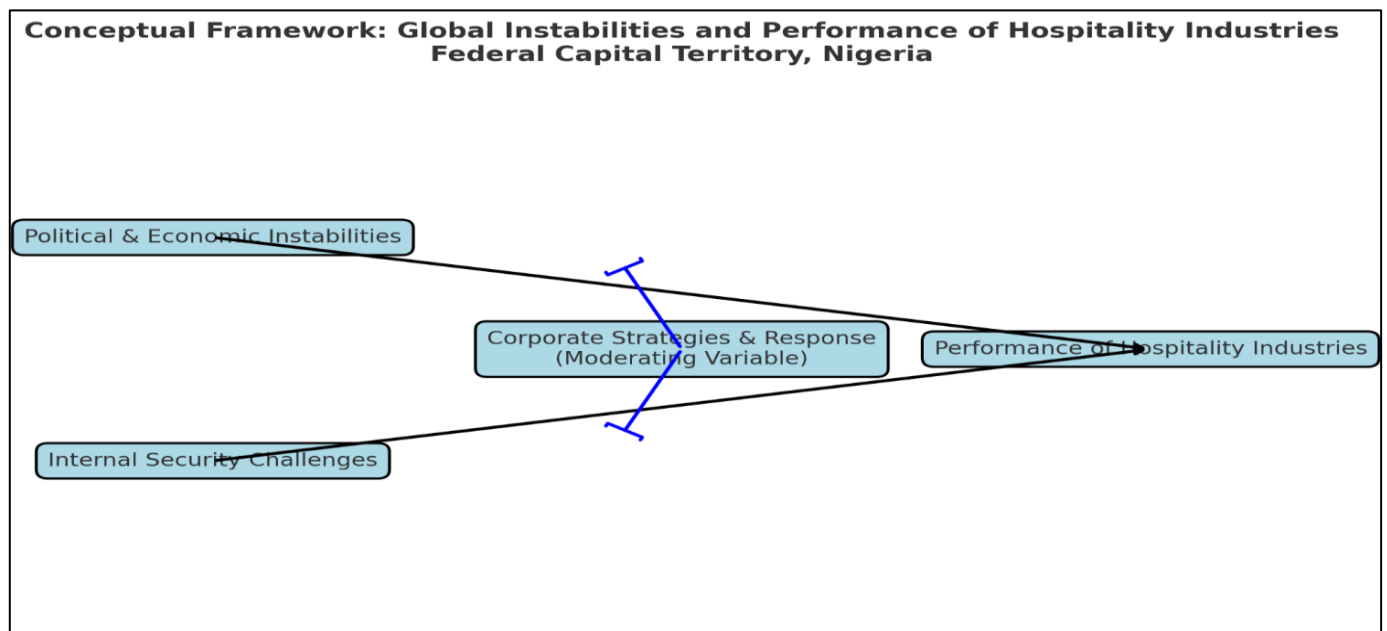 Conceptual Framework: Global Instabilities and Performance of Hospitality Industries
Federal Capital Territory, Nigeria
Political & Economic Instabilities
Corporate Strategies & Response
(Moderating Variable)
Performance of Hospitality Industries
Internal Security Challenges